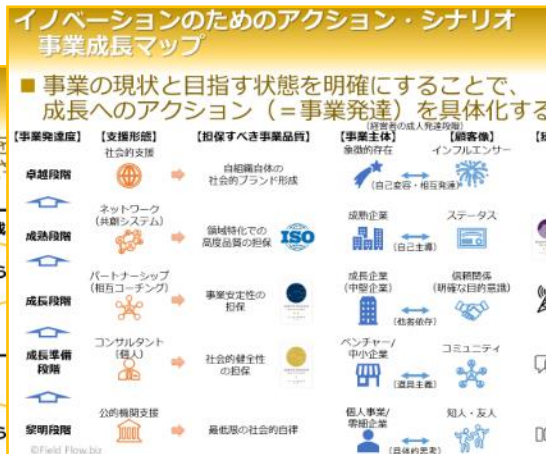 イノベーションのためのアクション・シナリオ
事業成長マップ
■ 事業の現状と目指す状態を明確にすることで、
成長へのアクション（＝事業発達）を具体化する
(経営者の成人発達段階)
【事業発達度】 【支援形態】 【担保すべき事業品質】 【事業主体】 【顧客像】
卓越段階
社会的支援
自組織自体の
社会的ブランド形成
象徴的存在
インフルエンサー
(自己変容・相互発達)
成熟段階
ネットワーク
(共創システム)
領域特化での
高度品質の担保
ISO
成熟企業
ステータス
(自己主導)
成長段階
パートナーシップ
(相互コーチング)
事業安定性の
担保
成長企業
(中堅企業)
信頼関係
(明確な目的意識)
(他者依存)
成長準備
段階
コンサルタント
(個人)
社会的健全性
の担保
ベンチャー/
中小企業
コミュニティ
(道具主義)
黎明段階
公的機関支援
最低限の社会的自律
個人事業/
零細企業
知人・友人
(具体的思考)
©Field Flow.biz